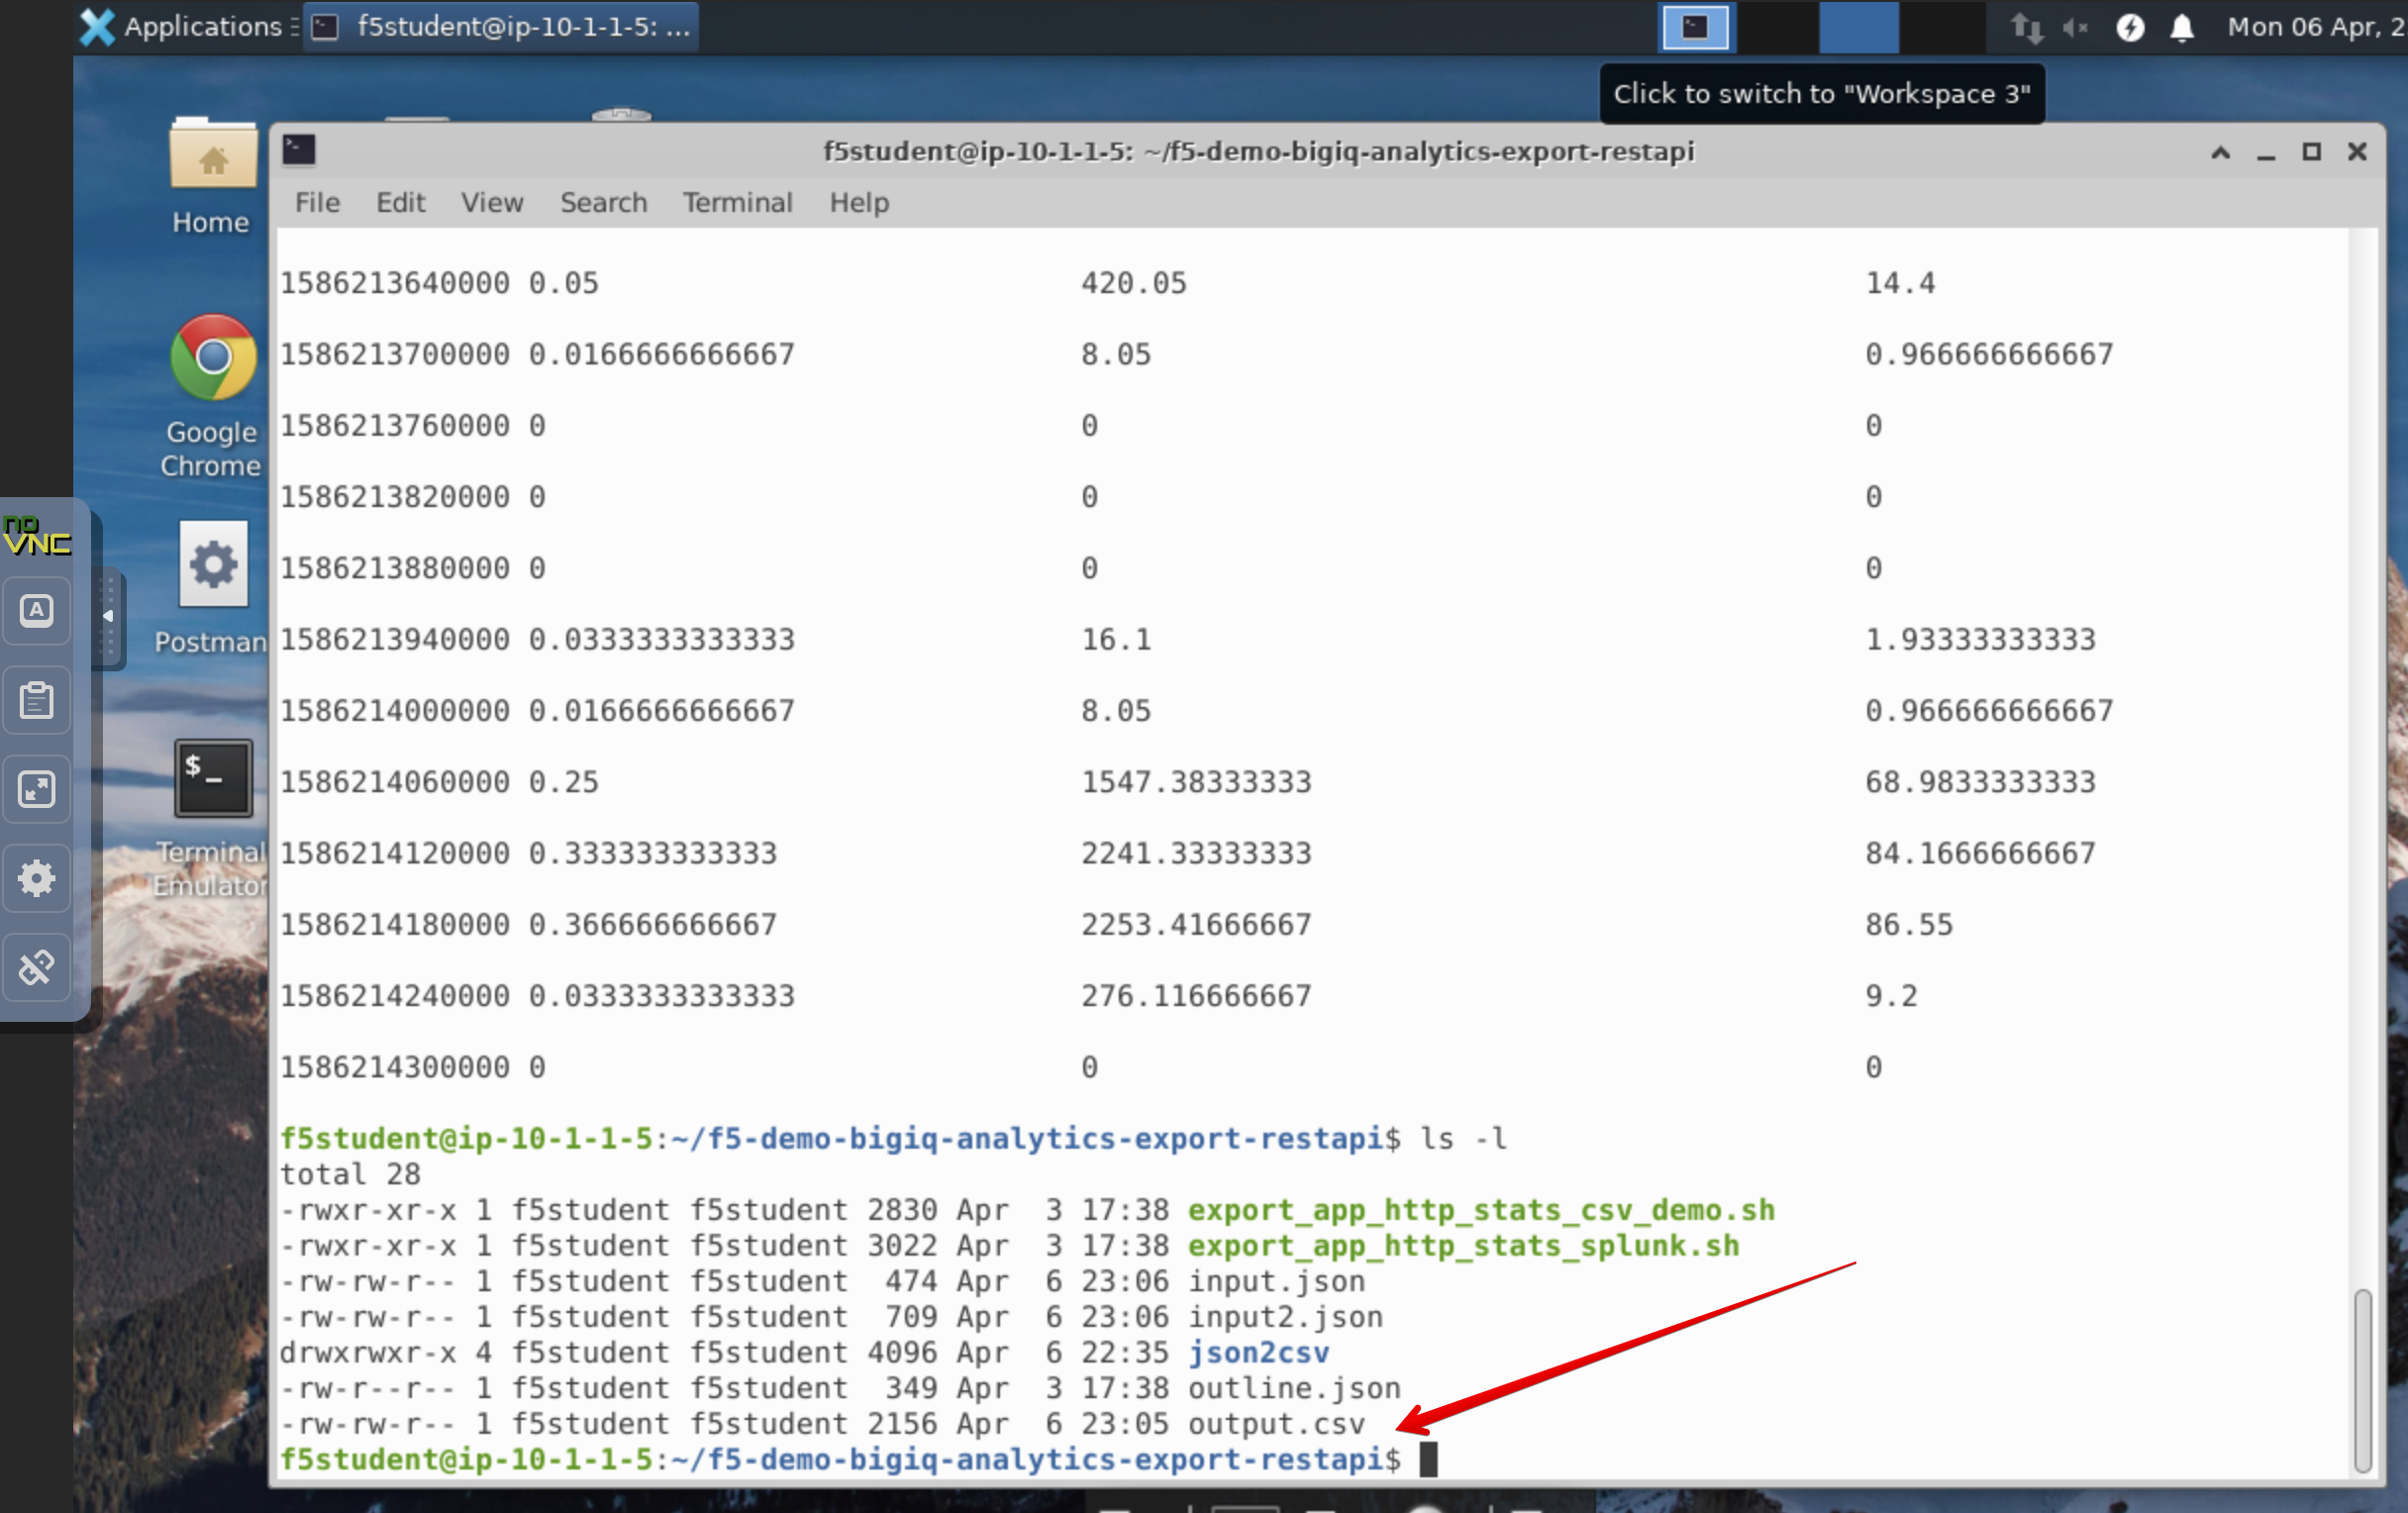 Applications
f5student@ip-10-1-1-5: ...
Mon 06 Apr, 2
Click to switch to "Workspace 3"
f5student@ip-10-1-1-5: ~/f5-demo-bigiq-analytics-export-restapi
File Edit View Search Terminal Help
Home
Google
Chrome
Postman
Terminal
Emulator
no
VNC
A
$_
1586213640000 0.05 420.05 14.4
1586213700000 0.0166666666667 8.05 0.966666666667
1586213760000 0 0 0
1586213820000 0 0 0
1586213880000 0 0 0
1586213940000 0.0333333333333 16.1 1.93333333333
1586214000000 0.0166666666667 8.05 0.966666666667
1586214060000 0.25 1547.38333333 68.9833333333
1586214120000 0.333333333333 2241.33333333 84.1666666667
1586214180000 0.366666666667 2253.41666667 86.55
1586214240000 0.0333333333333 276.116666667 9.2
1586214300000 0 0 0
f5student@ip-10-1-1-5:~/f5-demo-bigiq-analytics-export-restapi$ ls -l
total 28
-rwxr-xr-x 1 f5student f5student 2830 Apr  3 17:38 export_app_http_stats_csv_demo.sh
-rwxr-xr-x 1 f5student f5student 3022 Apr  3 17:38 export_app_http_stats_splunk.sh
-rw-rw-r-- 1 f5student f5student  474 Apr  6 23:06 input.json
-rw-rw-r-- 1 f5student f5student  709 Apr  6 23:06 input2.json
drwxrwxr-x 4 f5student f5student 4096 Apr  6 22:35 json2csv
-rw-r--r-- 1 f5student f5student  349 Apr  3 17:38 outline.json
-rw-rw-r-- 1 f5student f5student 2156 Apr  6 23:05 output.csv
f5student@ip-10-1-1-5:~/f5-demo-bigiq-analytics-export-restapi$